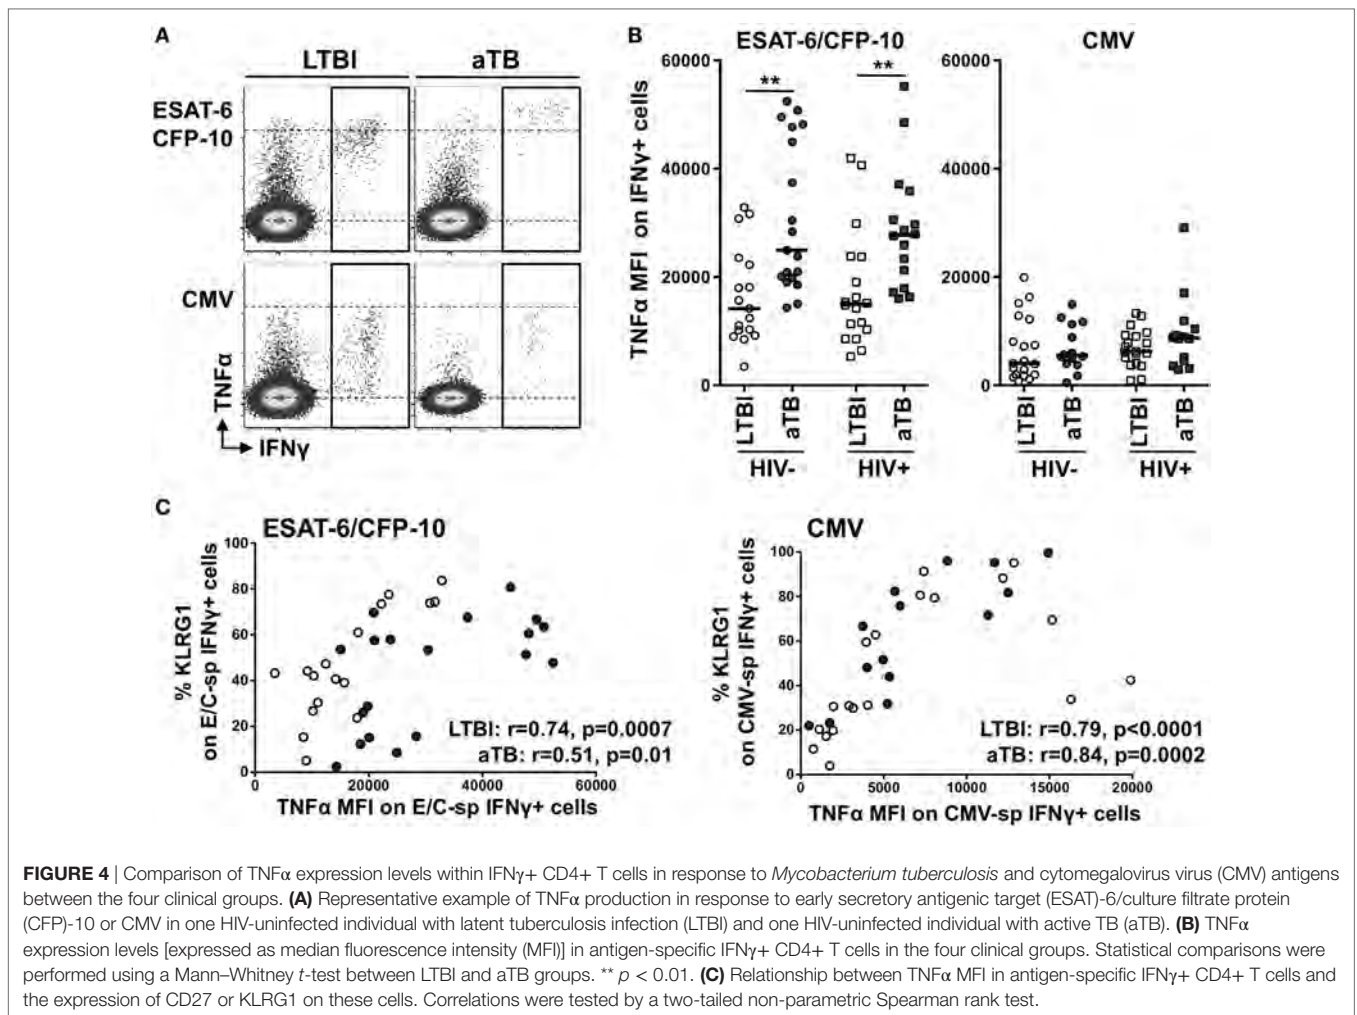 A
LTBI
aTB
ESAT-6
CFP-10
CMV
TNFα
IFNγ
B
ESAT-6/CFP-10
CMV
TNFα MFI on IFNγ+ cells
60000
40000
20000
0
60000
40000
20000
0
LTBI
aTB
LTBI
aTB
HIV-
HIV+
LTBI
aTB
LTBI
aTB
HIV-
HIV+
**
**
C
ESAT-6/CFP-10
% KLRG1
on E/C-sp IFNγ+ cells
100
80
60
40
20
0
0
20000
40000
60000
LTBI: r=0.74, p=0.0007
aTB: r=0.51, p=0.01
TNFα MFI on E/C-sp IFNγ+ cells
CMV
% KLRG1
on CMV-sp IFNγ+ cells
100
80
60
40
20
0
0
5000
10000
15000
20000
LTBI: r=0.79, p<0.0001
aTB: r=0.84, p=0.0002
TNFα MFI on CMV-sp IFNγ+ cells
FIGURE 4 | Comparison of TNFα expression levels within IFNγ+ CD4+ T cells in response to Mycobacterium tuberculosis and cytomegalovirus virus (CMV) antigens
between the four clinical groups. (A) Representative example of TNFα production in response to early secretory antigenic target (ESAT)-6/culture filtrate protein
(CFP)-10 or CMV in one HIV-uninfected individual with latent tuberculosis infection (LTBI) and one HIV-uninfected individual with active TB (aTB). (B) TNFα
expression levels [expressed as median fluorescence intensity (MFI)] in antigen-specific IFNγ+ CD4+ T cells in the four clinical groups. Statistical comparisons were
performed using a Mann–Whitney t-test between LTBI and aTB groups. ** p < 0.01. (C) Relationship between TNFα MFI in antigen-specific IFNγ+ CD4+ T cells and
the expression of CD27 or KLRG1 on these cells. Correlations were tested by a two-tailed non-parametric Spearman rank test.